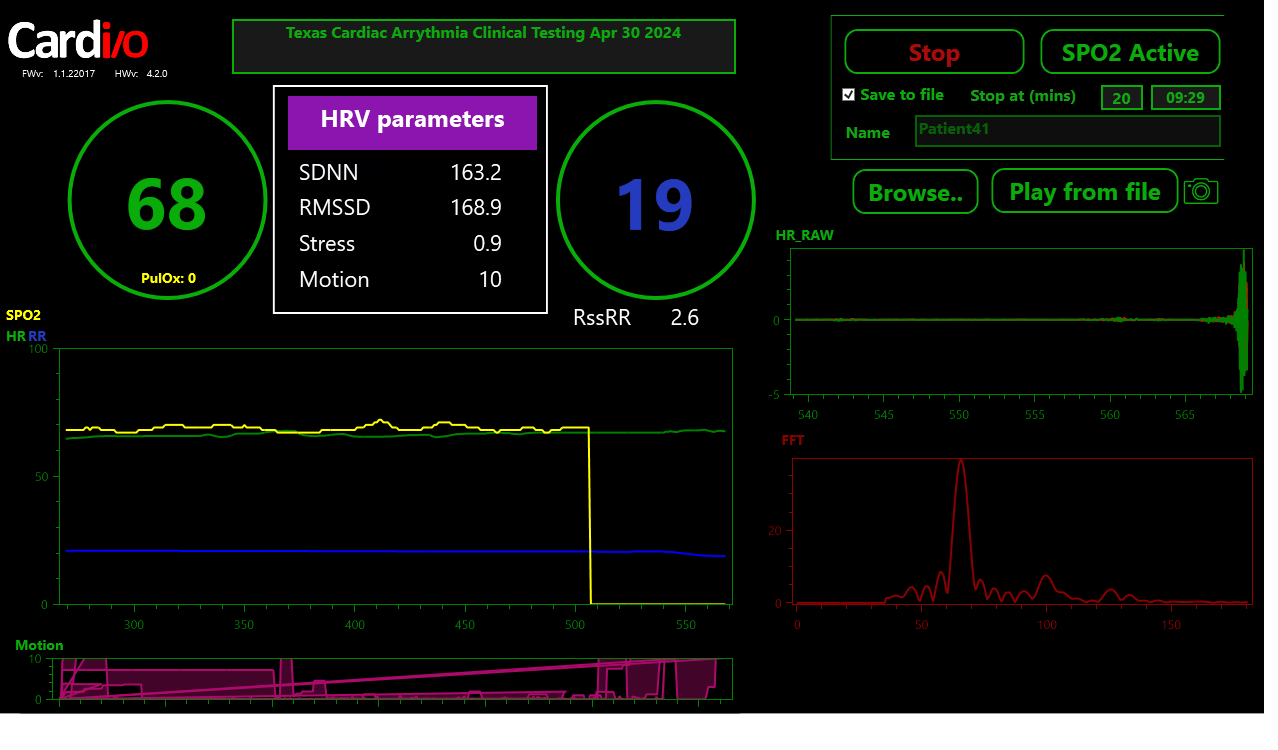 Cardi/o
FWv: 1.1.22017 HWv: 4.2.0
Texas Cardiac Arrythmia Clinical Testing Apr 30 2024
Stop
SPO2 Active
Save to file Stop at (mins) 20 09:29
Name Patient41
Browse..
Play from file
68
PulOx: 0
HRV parameters
SDNN 163.2
RMSSD 168.9
Stress 0.9
Motion 10
19
RssRR 2.6
SPO2
HR RR
100
50
0
300 350 400 450 500 550
HR_RAW
0
-5
540 545 550 555 560 565
FFT
20
0
0 50 100 150
Motion
10
0